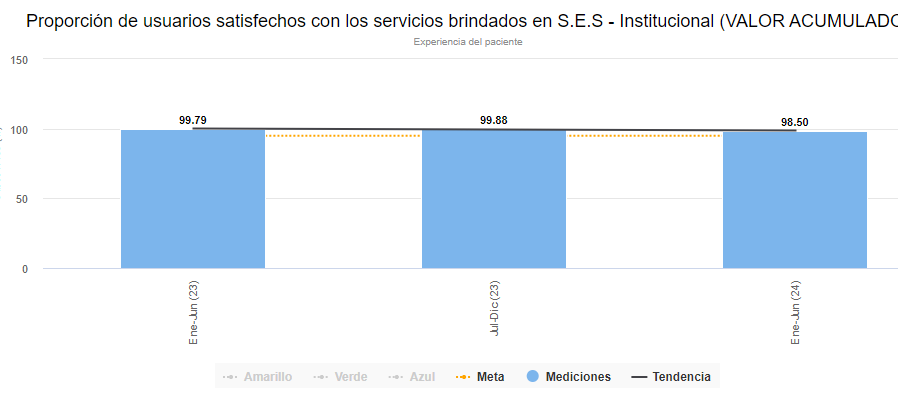 Proporción de usuarios satisfechos con los servicios brindados en S.E.S - Institucional (VALOR ACUMULADO
Experiencia del paciente
150
100
50
0
99.79
99.88
98.50
Ene-Jun (23)
Jul-Dic (23)
Ene-Jun (24)
Amarillo Verde Azul Meta Mediciones Tendencia